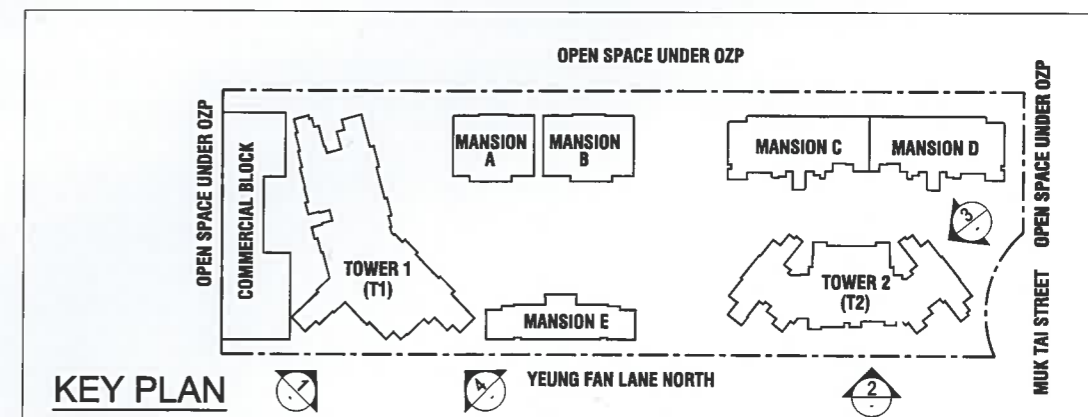 OPEN SPACE UNDER OZP
OPEN SPACE UNDER OZP
COMMERCIAL BLOCK
TOWER 1
(T1)
MANSION
A
MANSION
B
MANSION C
MANSION D
MANSION E
TOWER 2
(T2)
MUK TAI STREET
OPEN SPACE UNDER OZP
3
-
KEY PLAN
1
-
4
-
YEUNG FAN LANE NORTH
2
-